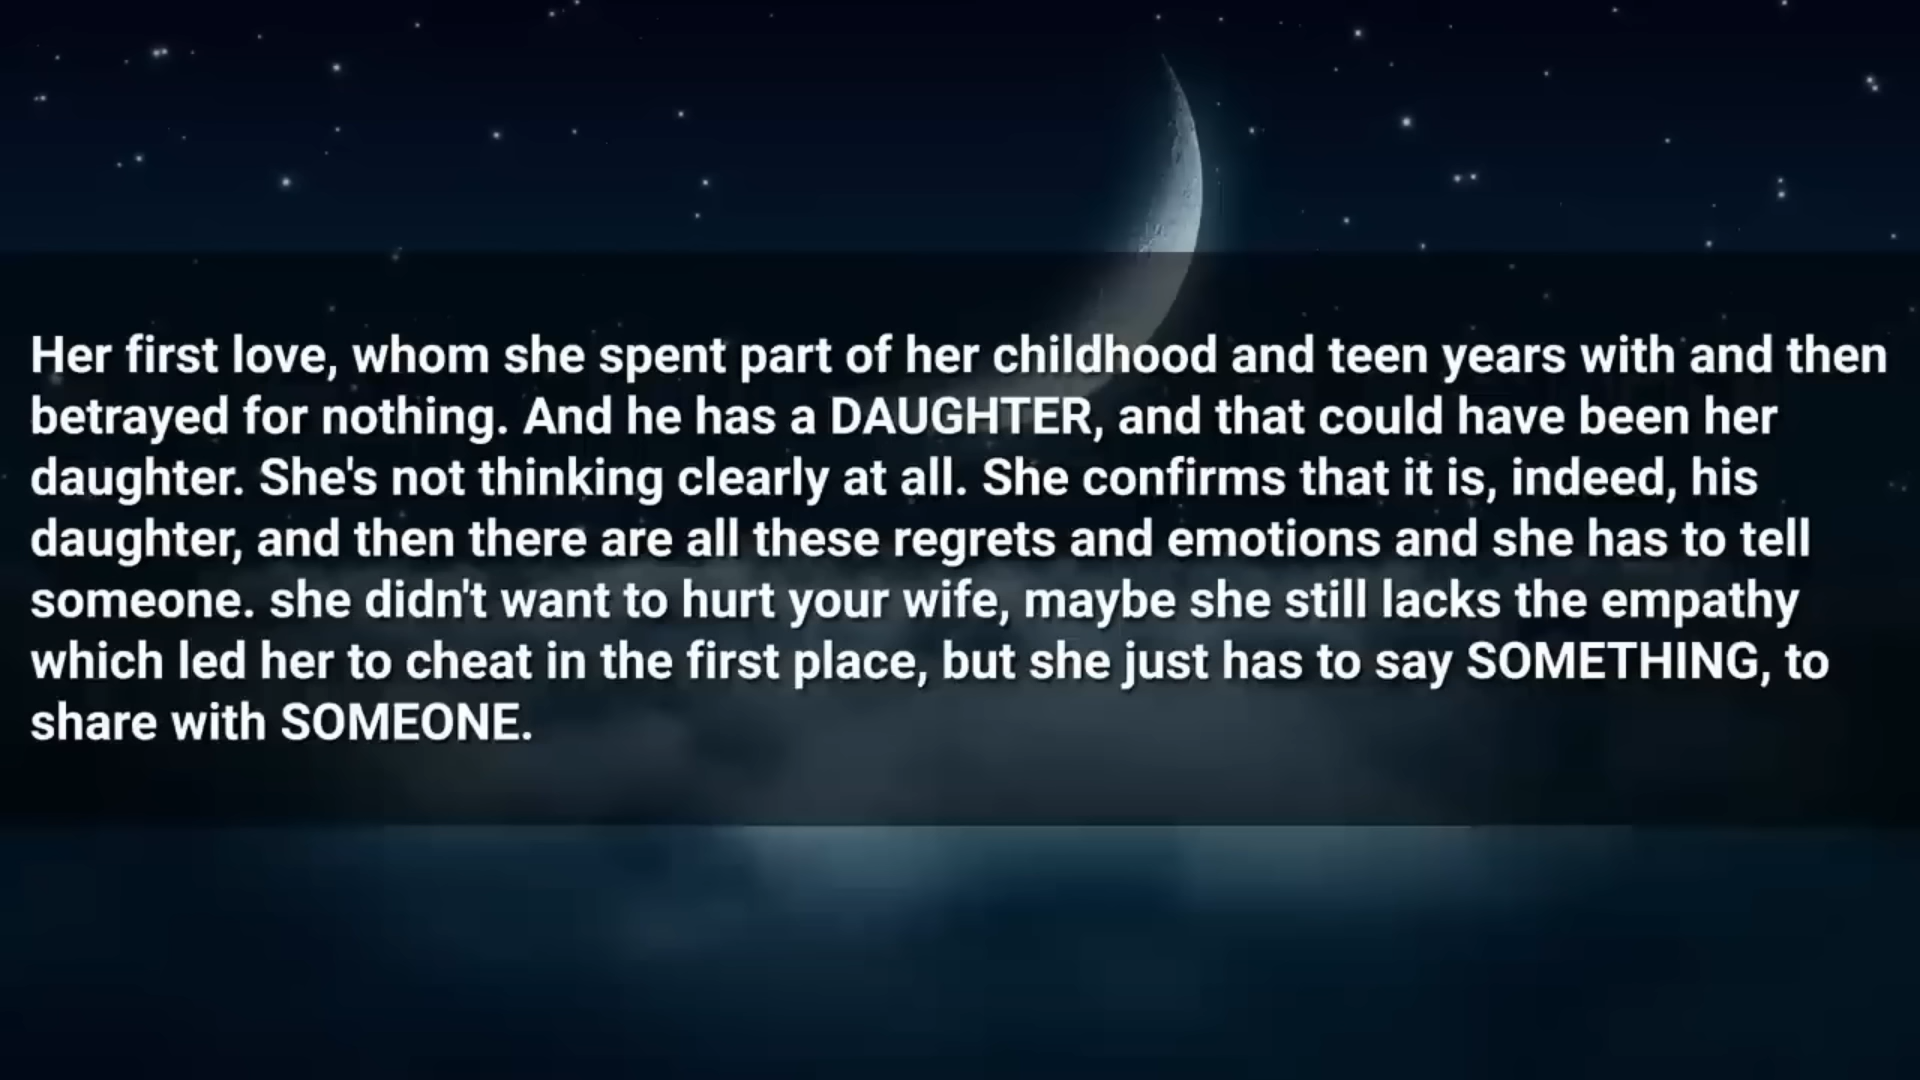 Her first love, whom she spent part of her childhood and teen years with and then
betrayed for nothing. And he has a DAUGHTER, and that could have been her
daughter. She's not thinking clearly at all. She confirms that it is, indeed, his
daughter, and then there are all these regrets and emotions and she has to tell
someone. she didn't want to hurt your wife, maybe she still lacks the empathy
which led her to cheat in the first place, but she just has to say SOMETHING, to
share with SOMEONE.